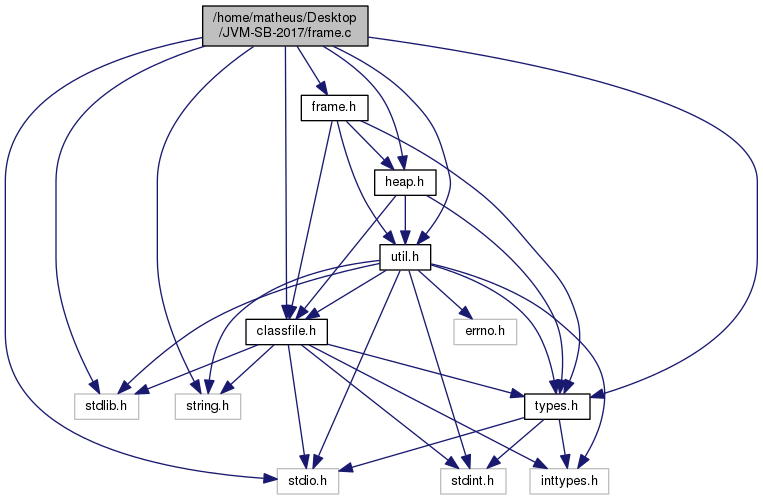 /home/matheus/Desktop
/JVM-SB-2017/frame.c
frame.h
heap.h
util.h
classfile.h
errno.h
stdlib.h
string.h
types.h
stdio.h
stdint.h
inttypes.h